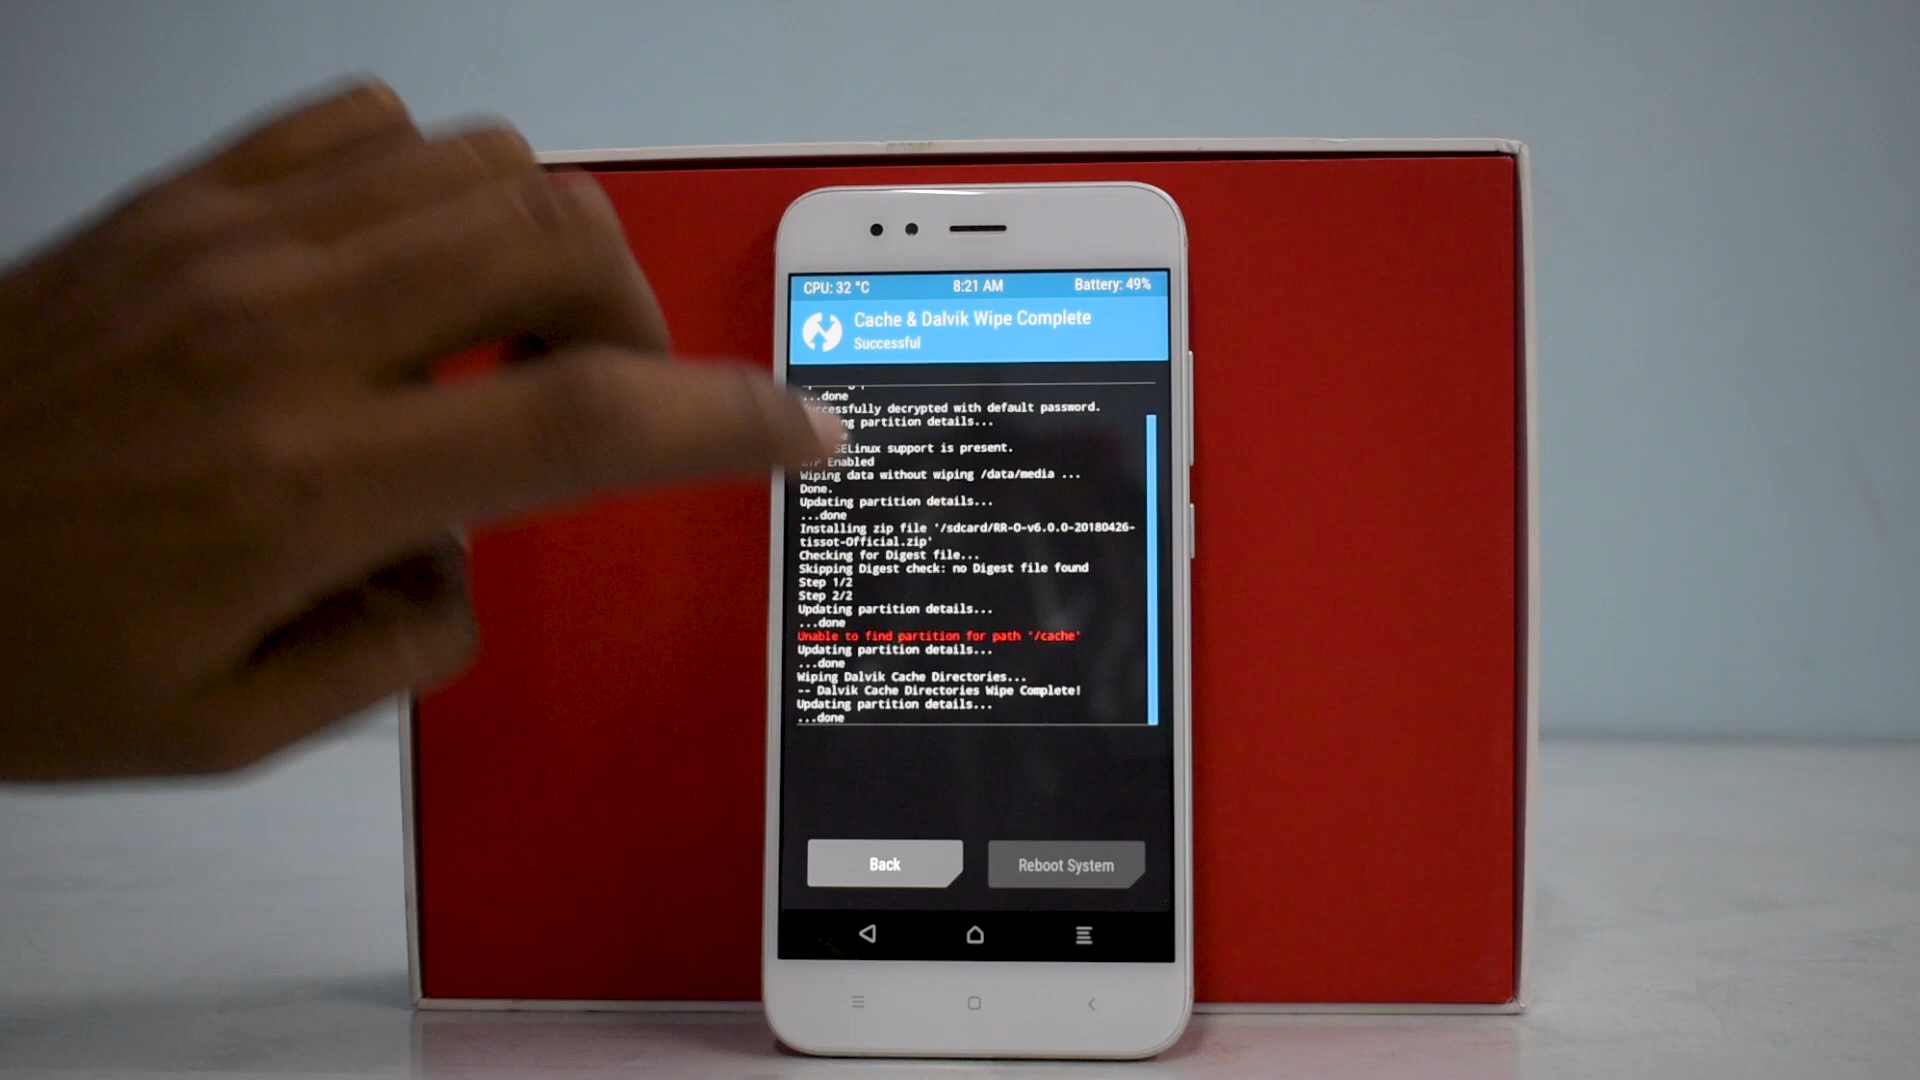 CPU: 32 °C 8:21 AM Battery: 49%
Cache & Dalvik Wipe Complete
Successful
...done
Successfully decrypted with default password.
partition details...
SELinux support is present.
Enabled
Wiping data without wiping /data/media ...
Done.
Updating partition details...
...done
Installing zip file '/sdcard/RR-O-v6.0.0-20180426-
tissot-Official.zip'
Checking for Digest file...
Skipping Digest check: no Digest file found
Step 1/2
Step 2/2
Updating partition details...
...done
Unable to find partition for path '/cache'
Updating partition details...
...done
Wiping Dalvik Cache Directories...
-- Dalvik Cache Directories Wipe Complete!
Updating partition details...
...done
Back Reboot System